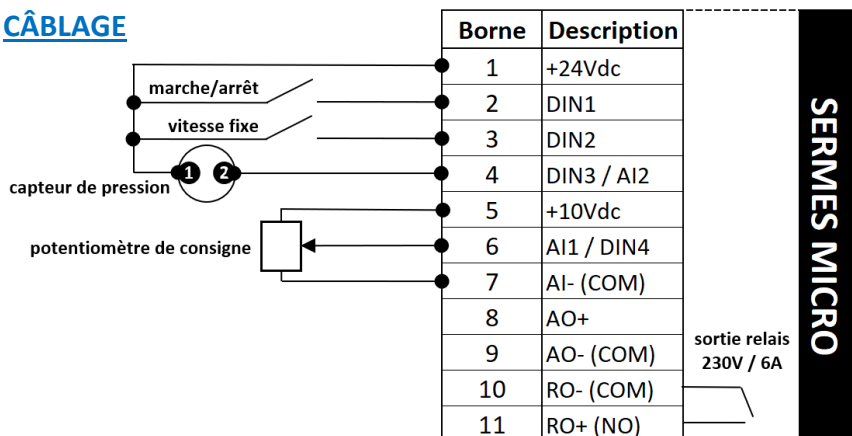 CÂBLAGE
Borne Description
1 +24Vdc
marche/arrêt
2 DIN1
vitesse fixe
3 DIN2
1 2
4 DIN3 / AI2
capteur de pression
5 +10Vdc
potentiomètre de consigne
6 AI1 / DIN4
7 AI- (COM)
8 AO+
9 AO- (COM)
10 RO- (COM)
11 RO+ (NO)
sortie relais
230V / 6A
SERMES MICRO